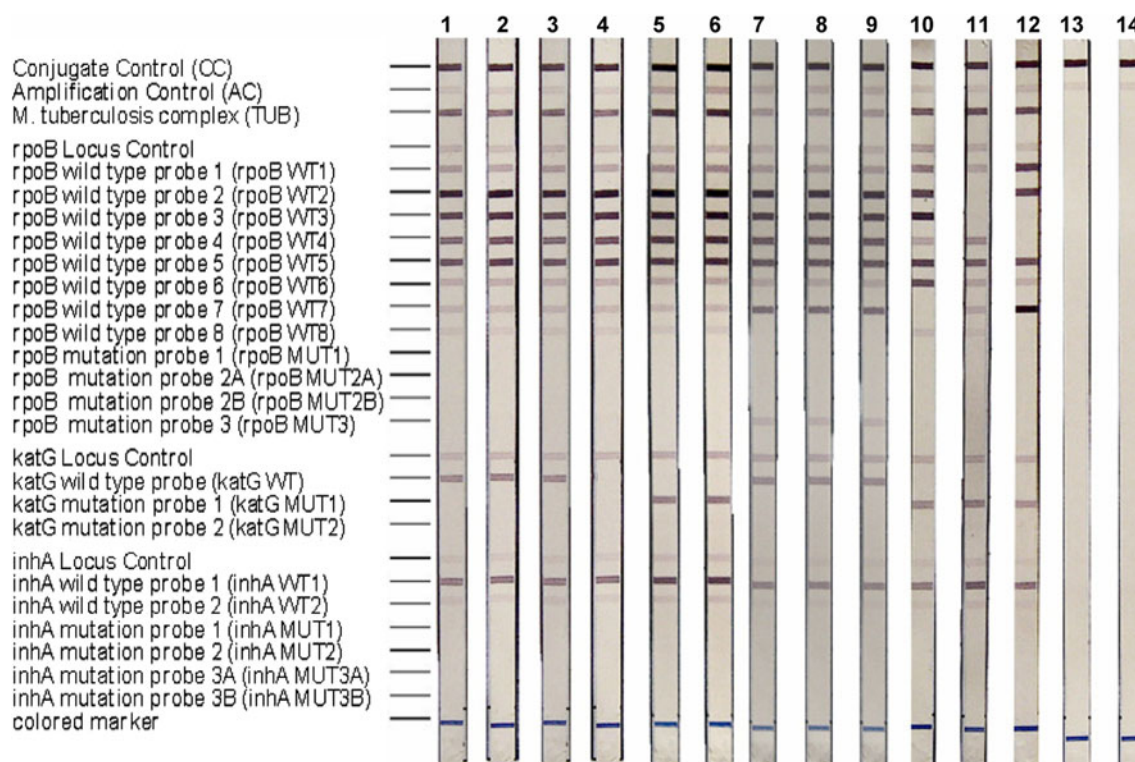 1 2 3 4 5 6 7 8 9 10 11 12 13 14
Conjugate Control (CC)
Amplification Control (AC)
M. tuberculosis complex (TUB)
rpoB Locus Control
rpoB wild type probe 1 (rpoB WT1)
rpoB wild type probe 2 (rpoB WT2)
rpoB wild type probe 3 (rpoB WT3)
rpoB wild type probe 4 (rpoB WT4)
rpoB wild type probe 5 (rpoB WT5)
rpoB wild type probe 6 (rpoB WT6)
rpoB wild type probe 7 (rpoB WT7)
rpoB wild type probe 8 (rpoB WT8)
rpoB mutation probe 1 (rpoB MUT1)
rpoB mutation probe 2A (rpoB MUT2A)
rpoB mutation probe 2B (rpoB MUT2B)
rpoB mutation probe 3 (rpoB MUT3)
katG Locus Control
katG wild type probe (katG WT)
katG mutation probe 1 (katG MUT1)
katG mutation probe 2 (katG MUT2)
inhA Locus Control
inhA wild type probe 1 (inhA WT1)
inhA wild type probe 2 (inhA WT2)
inhA mutation probe 1 (inhA MUT1)
inhA mutation probe 2 (inhA MUT2)
inhA mutation probe 3A (inhA MUT3A)
inhA mutation probe 3B (inhA MUT3B)
colored marker